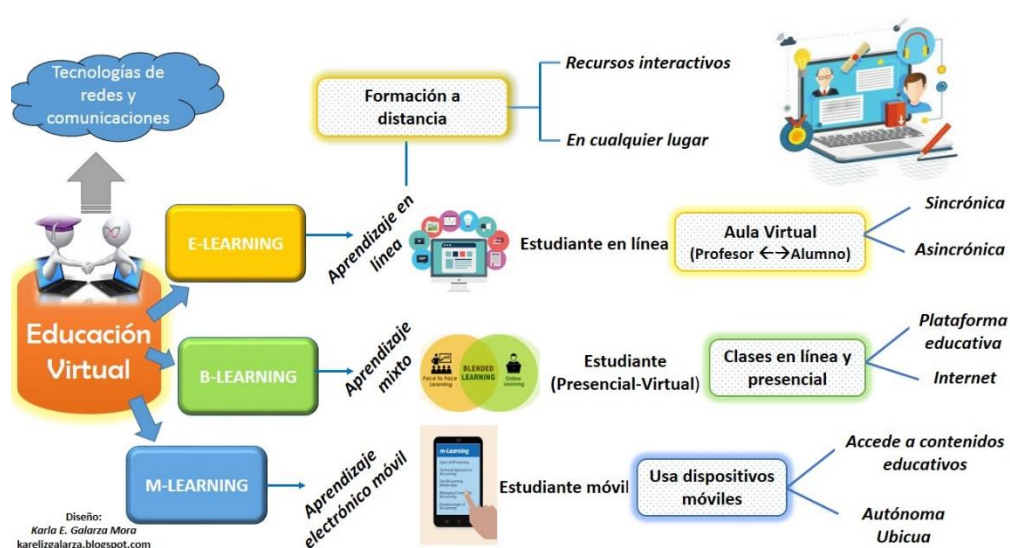 Tecnologías de
redes y
comunicaciones
Formación a
distancia
Recursos interactivos
En cualquier lugar
Educación
Virtual
E-LEARNING
Aprendizaje en
línea
Estudiante en línea
Aula Virtual
(Profesor ←→Alumno)
Sincrónica
Asincrónica
B-LEARNING
Aprendizaje
mixto
Face to Face
Learning
BLENDED
LEARNING
Online
Learning
Estudiante
(Presencial-Virtual)
Clases en línea y
presencial
Plataforma
educativa
Internet
M-LEARNING
Aprendizaje
electrónico móvil
m-Learning
Estudiante móvil
Usa dispositivos
móviles
Accede a contenidos
educativos
Autónoma
Ubicua
Diseño:
Karla E. Galarza Mora
karelizgalarza.blogspot.com